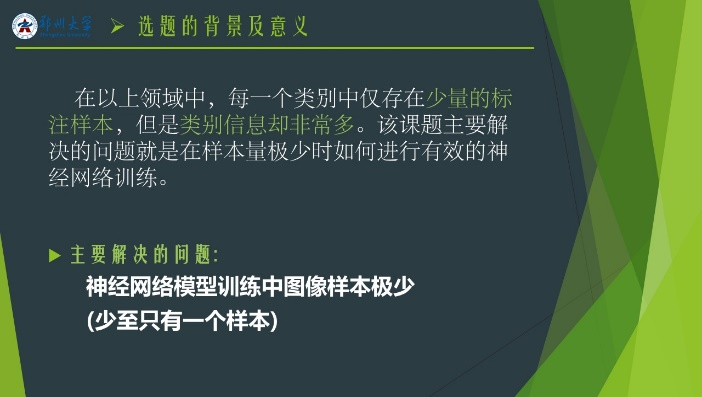 郑州大学
选题的背景及意义
在以上领域中，每一个类别中仅存在少量的标
注样本，但是类别信息却非常多。该课题主要解
决的问题就是在样本量极少时如何进行有效的神
经网络训练。
主要解决的问题:
神经网络模型训练中图像样本极少
(少至只有一个样本)